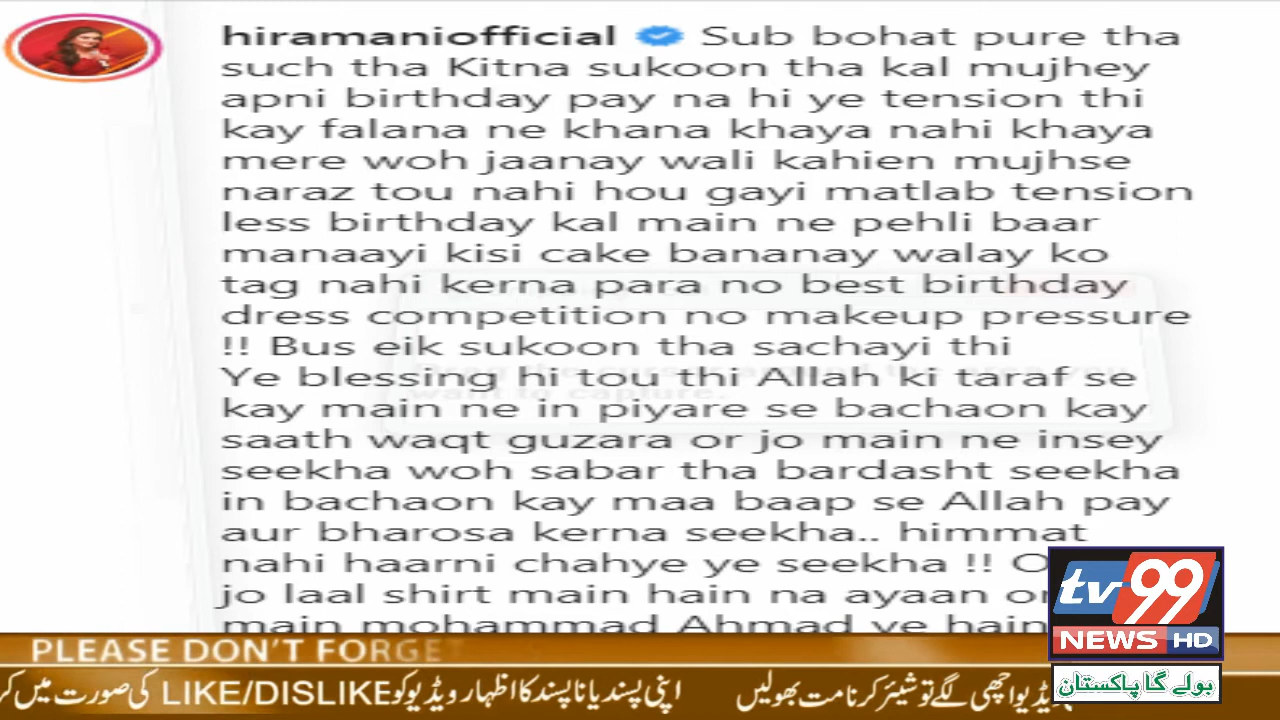 hiramaniofficial Sub bohat pure tha
such tha Kitna sukoon tha kal mujhey
apni birthday pay na hi ye tension thi
kay falana ne khana khaya nahi khaya
mere woh jaanay wali kahien mujhse
naraz tou nahi hou gayi matlab tension
less birthday kal main ne pehli baar
manaayi kisi cake bananay walay ko
tag nahi kerna para no best birthday
dress competition no makeup pressure
!! Bus eik sukoon tha sachayi thi
Ye blessing hi tou thi Allah ki taraf se
kay main ne in piyare se bachaon kay
saath waqt guzara or jo main ne insey
seekha woh sabar tha bardasht seekha
in bachaon kay maa baap se Allah pay
aur bharosa kerna seekha.. himmat
nahi haarni chahye ye seekha !!
jo laal shirt main hain na ayaan
main mohammad Ahmad ye hain
tv99
NEWS HD
PLEASE DON'T FORGET
بولے گا پاکستان
ویڈیو اچھی لگے تو شیئر کرنا مت بھولیں اپنی پسند یا نا پسند کا اظہار ویڈیو کو LIKE/DISLIKE کی صورت میں